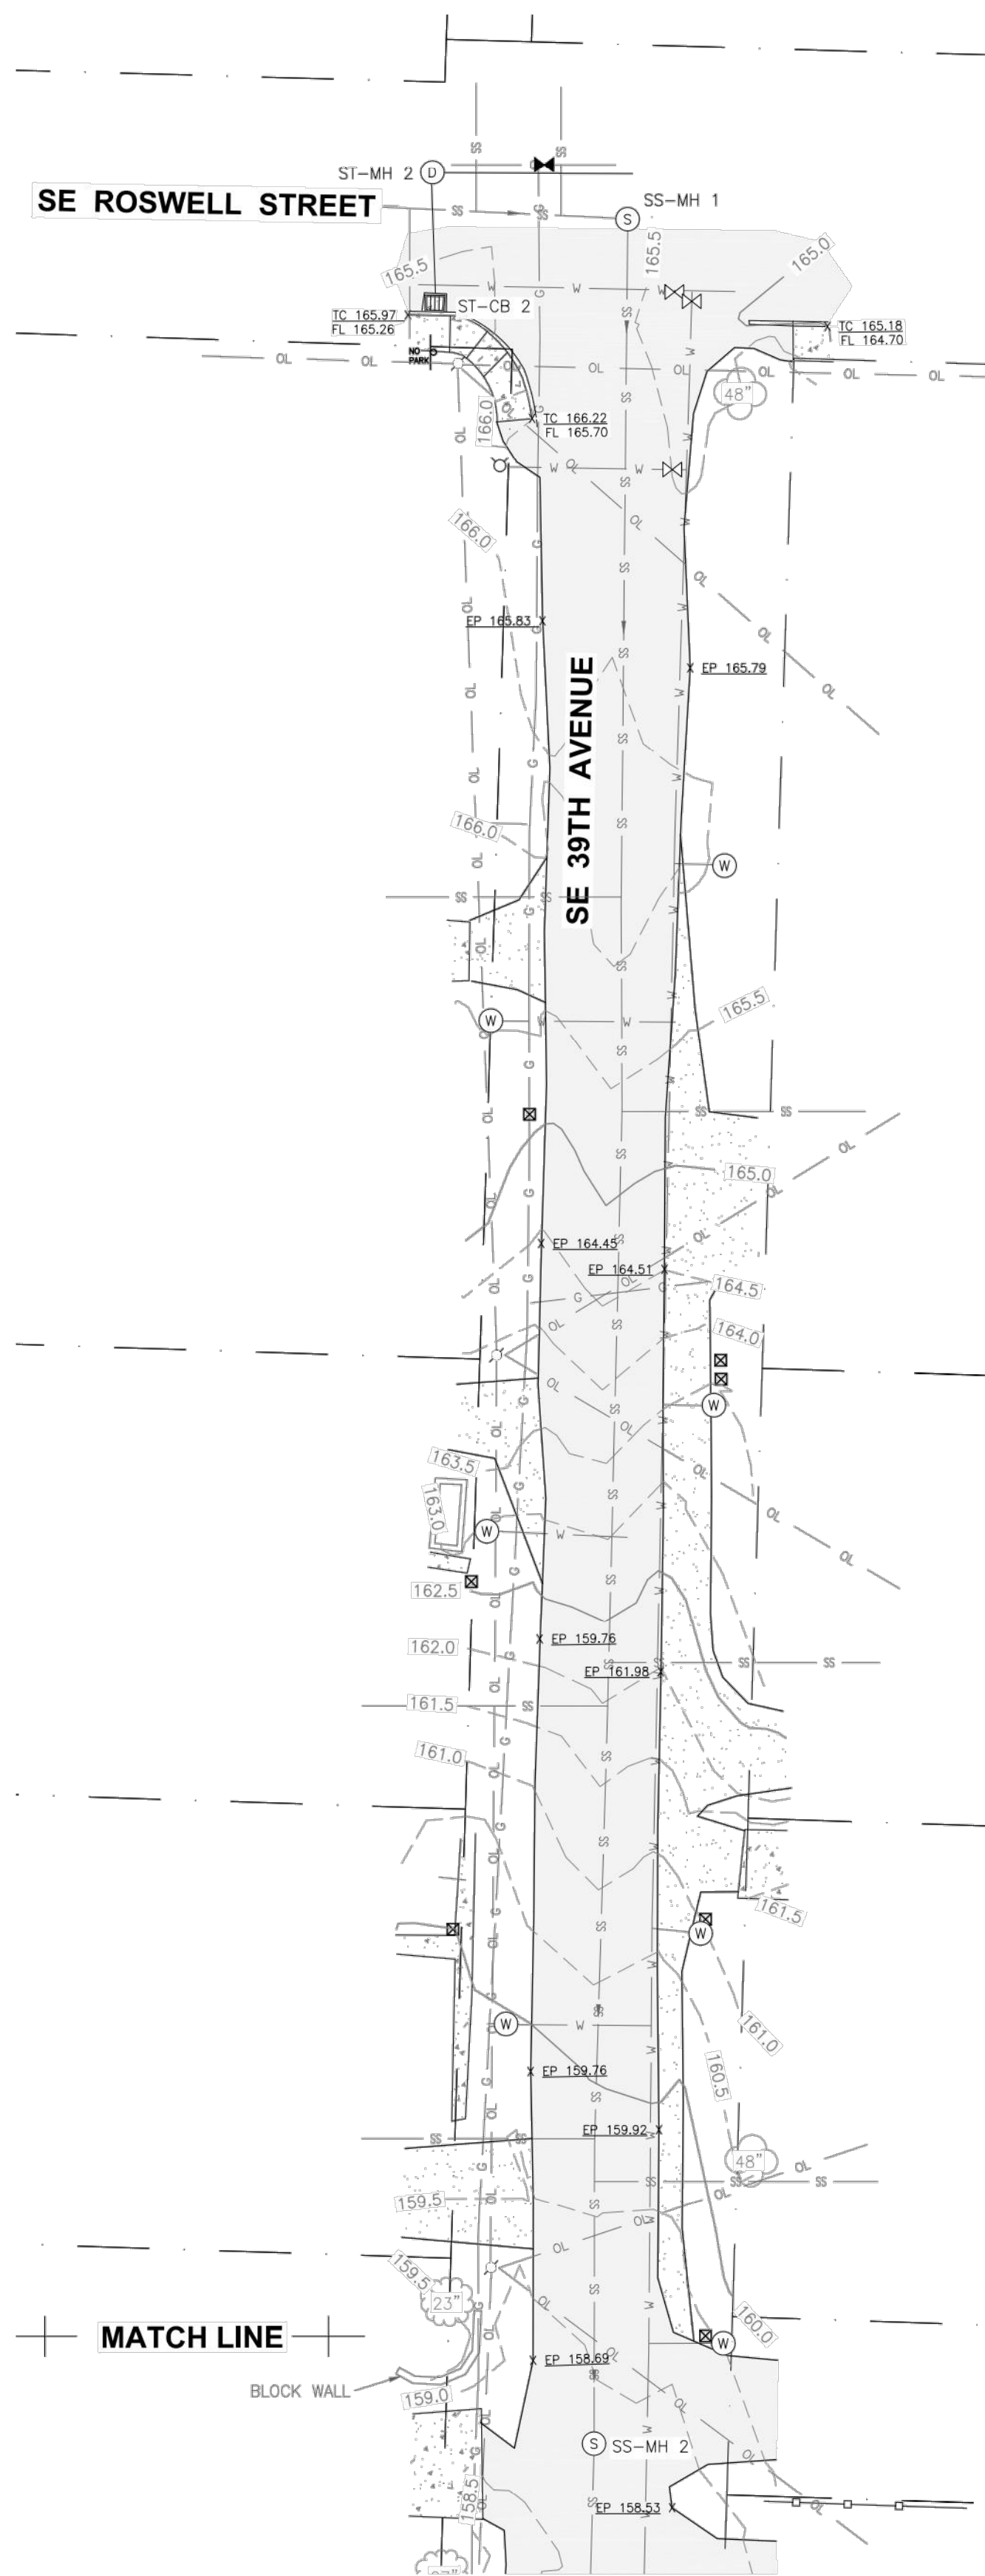 ST-MH 2 D
SE ROSWELL STREET
SS-MH 1
S
165.5
165.5
165.0
ST-CB 2
TC 165.97
FL 165.26
TC 165.18
FL 164.70
NO
PARK
48"
166.0
TC 166.22
FL 165.70
166.0
EP 165.83
EP 165.79
SE 39TH AVENUE
166.0
W
165.5
W
165.0
EP 164.45
EP 164.51
164.5
164.0
W
163.5
163.0
W
162.5
EP 159.76
162.0
EP 161.98
161.5
161.0
161.5
W
W
161.0
EP 159.76
160.5
EP 159.92
48"
159.5
159.5
23"
160.0
MATCH LINE
W
EP 158.69
BLOCK WALL
159.0
S SS-MH 2
158.5
EP 158.53
SS
OL
G
W